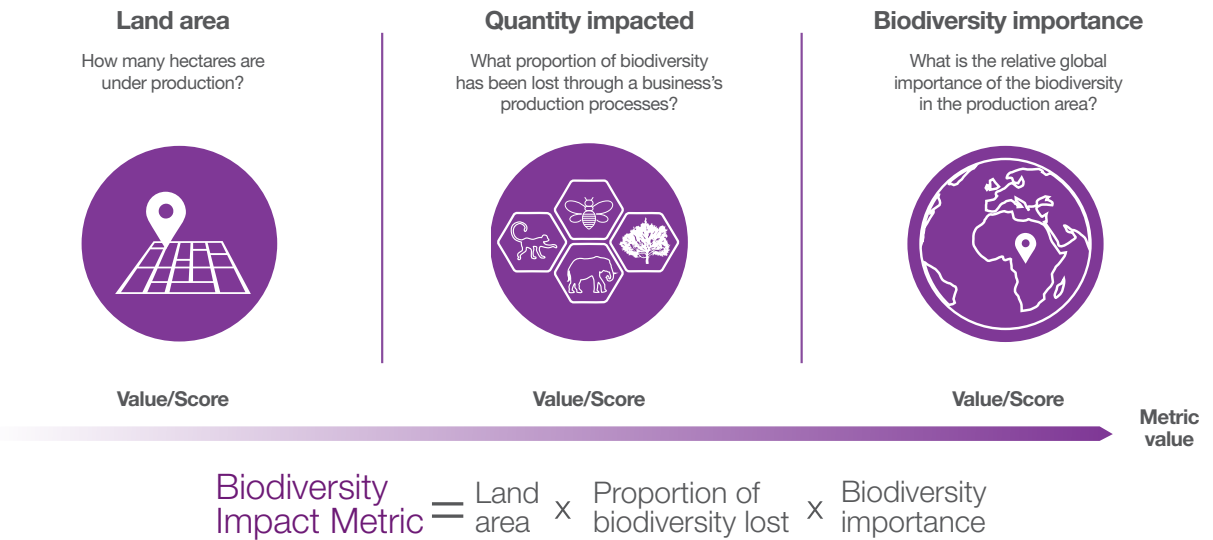 Land area
How many hectares are
under production?
Quantity impacted
What proportion of biodiversity
has been lost through a business's
production processes?
Biodiversity importance
What is the relative global
importance of the biodiversity
in the production area?
Value/Score
Value/Score
Value/Score
Metric
value
Biodiversity
Impact Metric
=
Land
area
x
Proportion of
biodiversity lost
x
Biodiversity
importance